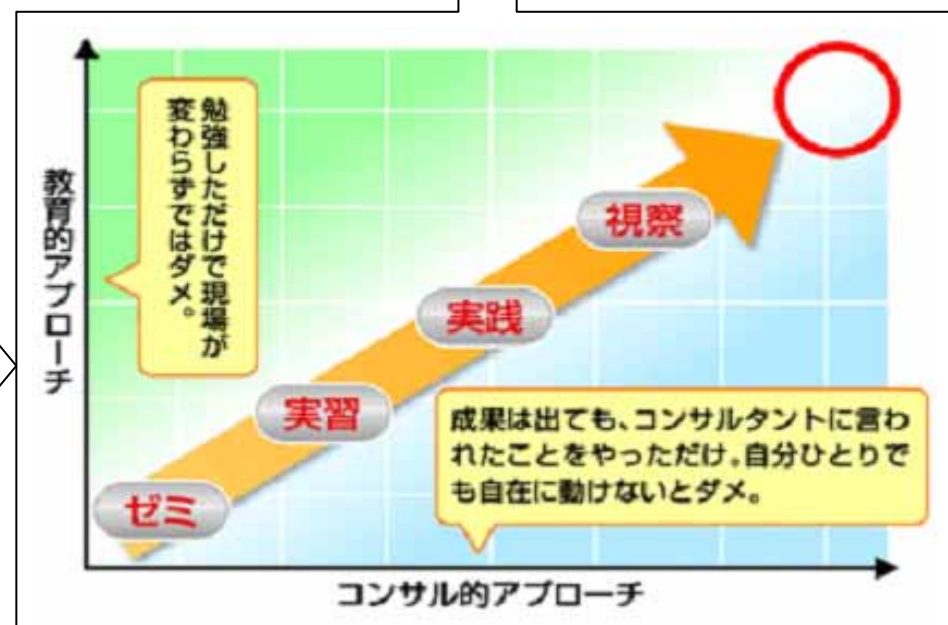 教育的アプローチ
勉強しただけで現場が
変わらずではダメ。
視察
実践
実習
ゼミ
成果は出ても、コンサルタントに言わ
れたことをやっただけ。自分ひとりで
も自在に動けないとダメ。
コンサル的アプローチ